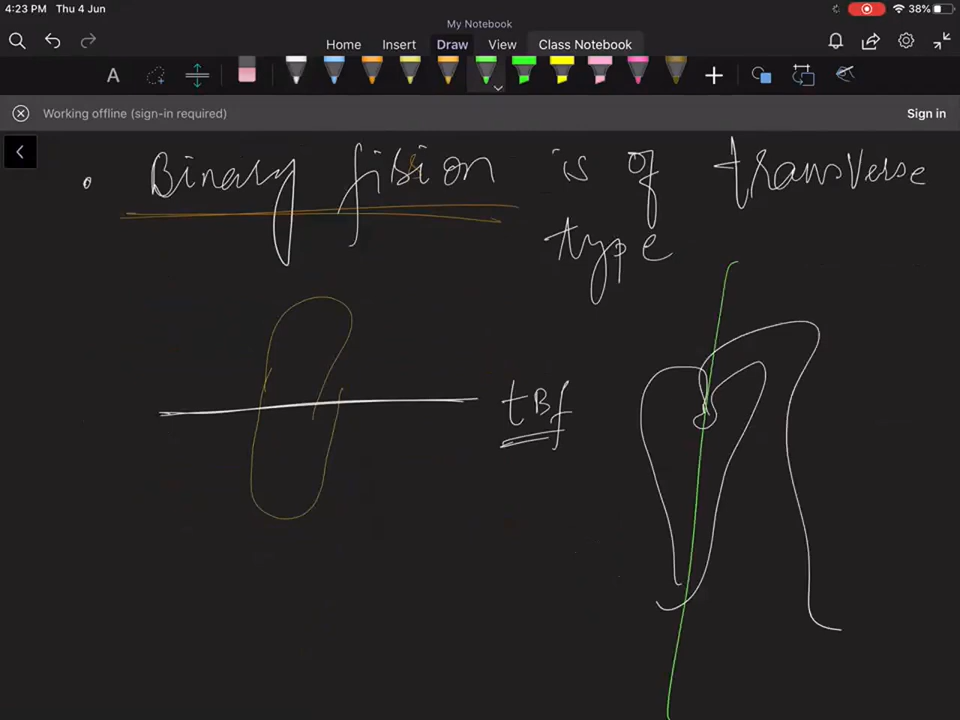 4:23 PM Thu 4 Jun
38%
My Notebook
Home Insert Draw View Class Notebook
A
Working offline (sign-in required)
Sign in
. Binary fission is of transverse
type
tBf